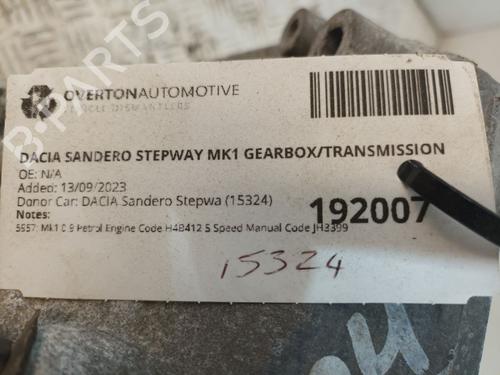 OVERTONAUTOMOTIVE
VEHICLE DISMANTLERS
DACIA SANDERO STEPWAY MK1 GEARBOX/TRANSMISSION
OE: N/A
Added: 13/09/2023
Donor Car: DACIA Sandero Stepwa (15324)
Notes:
192007
5557: Mk1 0.9 Petrol Engine Code H4B412 5 Speed Manual Code JH3399
15324
B-PARTS